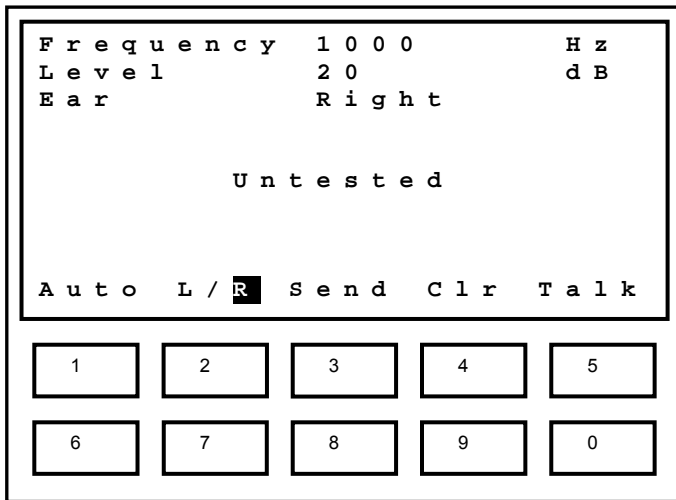 Frequency 1000 Hz
Level 20 dB
Ear Right
Untested
Auto L/R Send Clr Talk
1 2 3 4 5
6 7 8 9 0